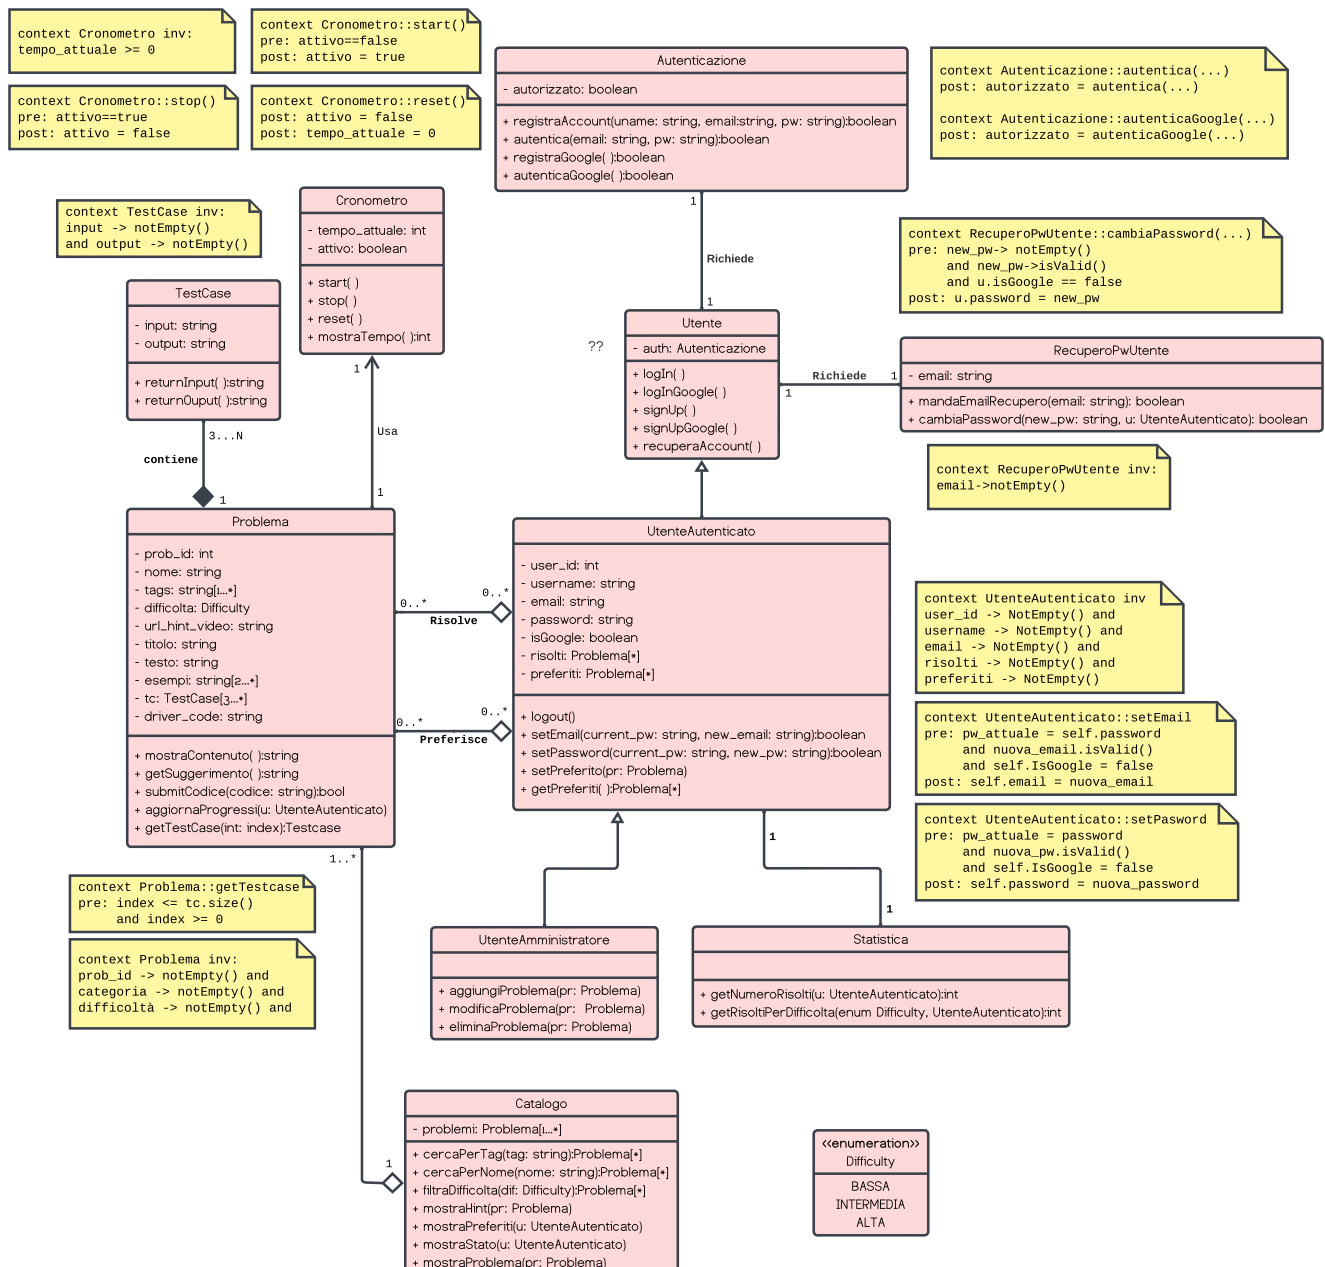 context Cronometro inv:
tempo_attuale >= 0
context Cronometro::start()
pre: attivo==false
post: attivo = true
context Cronometro::stop()
pre: attivo==true
post: attivo = false
context Cronometro::reset()
post: attivo = false
post: tempo_attuale = 0
Autenticazione
- autorizzato: boolean
+ registraAccount(uname: string, email:string, pw: string):boolean
+ autentica(email: string, pw: string):boolean
+ registraGoogle( ):boolean
+ autenticaGoogle( ):boolean
context Autenticazione::autentica(...)
post: autorizzato = autentica(...)
context Autenticazione::autenticaGoogle(...)
post: autorizzato = autenticaGoogle(...)
context TestCase inv:
input -> notEmpty()
and output -> notEmpty()
Cronometro
- tempo_attuale: int
- attivo: boolean
+ start( )
+ stop( )
+ reset( )
+ mostraTempo( ):int
1
Richiede
1
context RecuperoPwUtente::cambiaPassword(...)
pre: new_pw-> notEmpty()
and new_pw->isValid()
and u.isGoogle == false
post: u.password = new_pw
TestCase
- input: string
- output: string
+ returnInput( ):string
+ returnOuput( ):string
??
Utente
- auth: Autenticazione
+ logIn( )
+ logInGoogle( )
+ signUp( )
+ signUpGoogle( )
+ recuperaAccount( )
Richiede
1
1
RecuperoPwUtente
- email: string
+ mandaEmailRecupero(email: string): boolean
+ cambiaPassword(new_pw: string, u: UtenteAutenticato): boolean
3...N
contiene
1
1
Usa
1
context RecuperoPwUtente inv:
email->notEmpty()
Problema
- prob_id: int
- nome: string
- tags: string[1...*]
- difficolta: Difficulty
- url_hint_video: string
- titolo: string
- testo: string
- esempi: string[2...*]
- tc: TestCase[3...*]
- driver_code: string
+ mostraContenuto( ):string
+ getSuggerimento( ):string
+ submitCodice(codice: string):bool
+ aggiornaProgressi(u: UtenteAutenticato)
+ getTestCase(int: index):Testcase
0..*
0..*
Risolve
0..*
0..*
Preferisce
UtenteAutenticato
- user_id: int
- username: string
- email: string
- password: string
- isGoogle: boolean
- risolti: Problema[*]
- preferiti: Problema[*]
+ logout()
+ setEmail(current_pw: string, new_email: string):boolean
+ setPassword(current_pw: string, new_pw: string):boolean
+ setPreferito(pr: Problema)
+ getPreferiti( ):Problema[*]
context UtenteAutenticato inv
user_id -> NotEmpty() and
username -> NotEmpty() and
email -> NotEmpty() and
risolti -> NotEmpty() and
preferiti -> NotEmpty()
context UtenteAutenticato::setEmail
pre: pw_attuale = self.password
and nuova_email.isValid()
and self.IsGoogle = false
post: self.email = nuova_email
context UtenteAutenticato::setPasword
pre: pw_attuale = password
and nuova_pw.isValid()
and self.IsGoogle = false
post: self.password = nuova_password
1..*
1
1
context Problema::getTestcase
pre: index <= tc.size()
and index >= 0
context Problema inv:
prob_id -> notEmpty() and
categoria -> notEmpty() and
difficoltà -> notEmpty() and
UtenteAmministratore
+ aggiungiProblema(pr: Problema)
+ modificaProblema(pr: Problema)
+ eliminaProblema(pr: Problema)
Statistica
+ getNumeroRisolti(u: UtenteAutenticato):int
+ getRisoltiPerDifficolta(enum Difficulty, UtenteAutenticato):int
1
Catalogo
- problemi: Problema[1...*]
+ cercaPerTag(tag: string):Problema[*]
+ cercaPerNome(nome: string):Problema[*]
+ filtraDifficolta(dif: Difficulty):Problema[*]
+ mostraHint(pr: Problema)
+ mostraPreferiti(u: UtenteAutenticato)
+ mostraStato(u: UtenteAutenticato)
+ mostraProblema(pr: Problema)
<<enumeration>>
Difficulty
BASSA
INTERMEDIA
ALTA